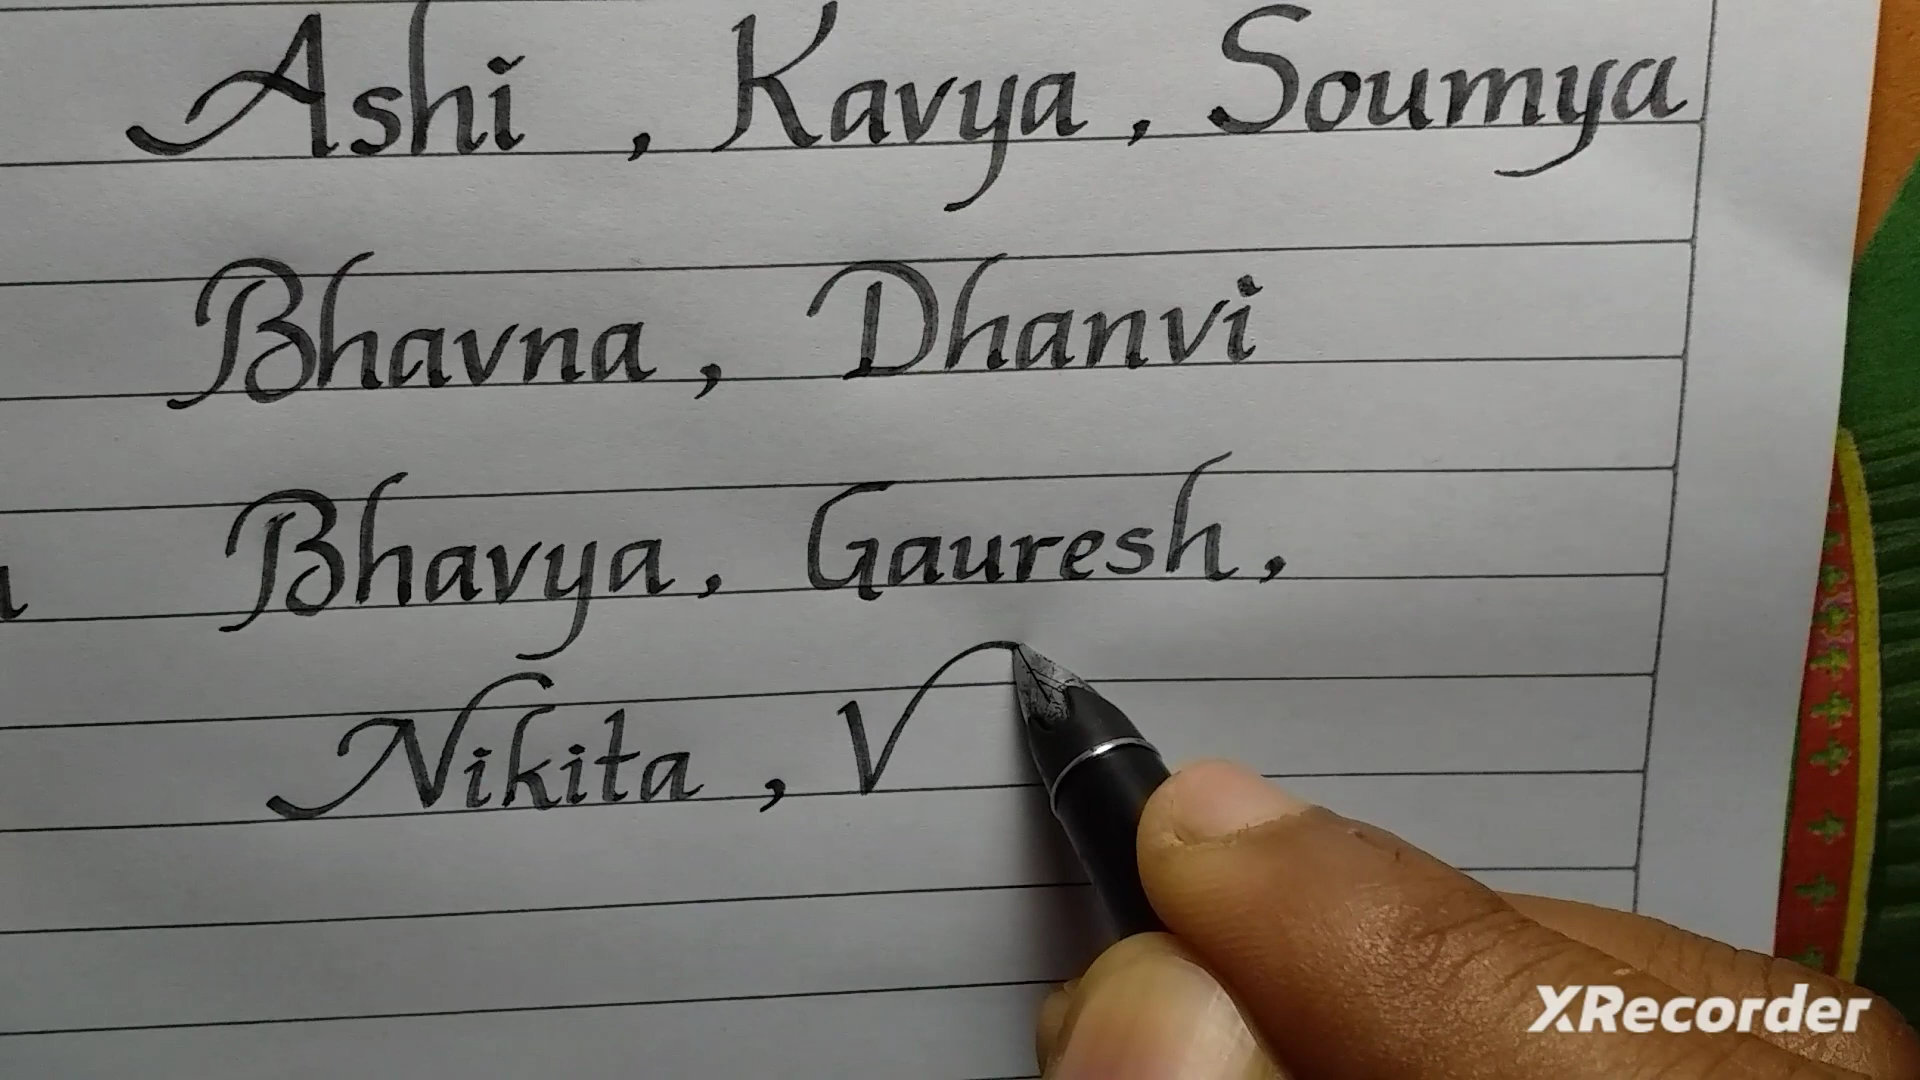 Ashi , Kavya , Soumya
Bhavna , Dhanvi
Bhavya , Gauresh ,
Nikita , V
XRecorder